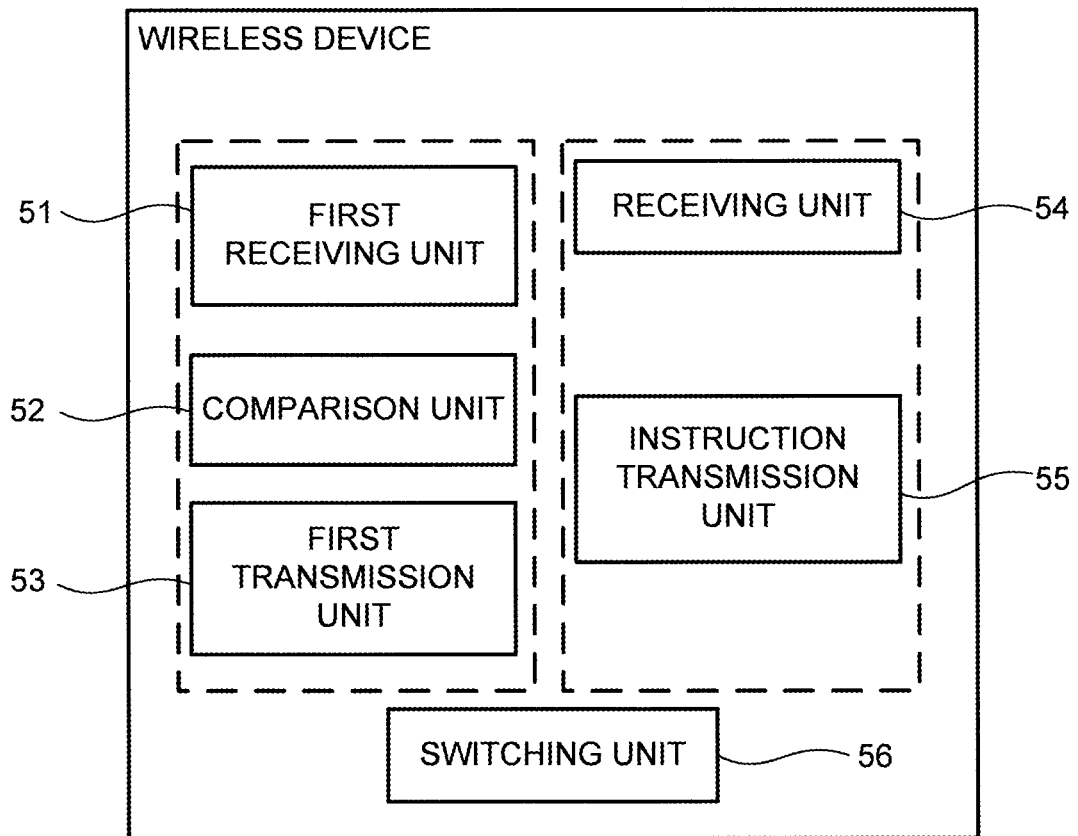 WIRELESS DEVICE
51
FIRST
RECEIVING UNIT
RECEIVING UNIT
54
52
COMPARISON UNIT
INSTRUCTION
TRANSMISSION
UNIT
55
53
FIRST
TRANSMISSION
UNIT
SWITCHING UNIT
56